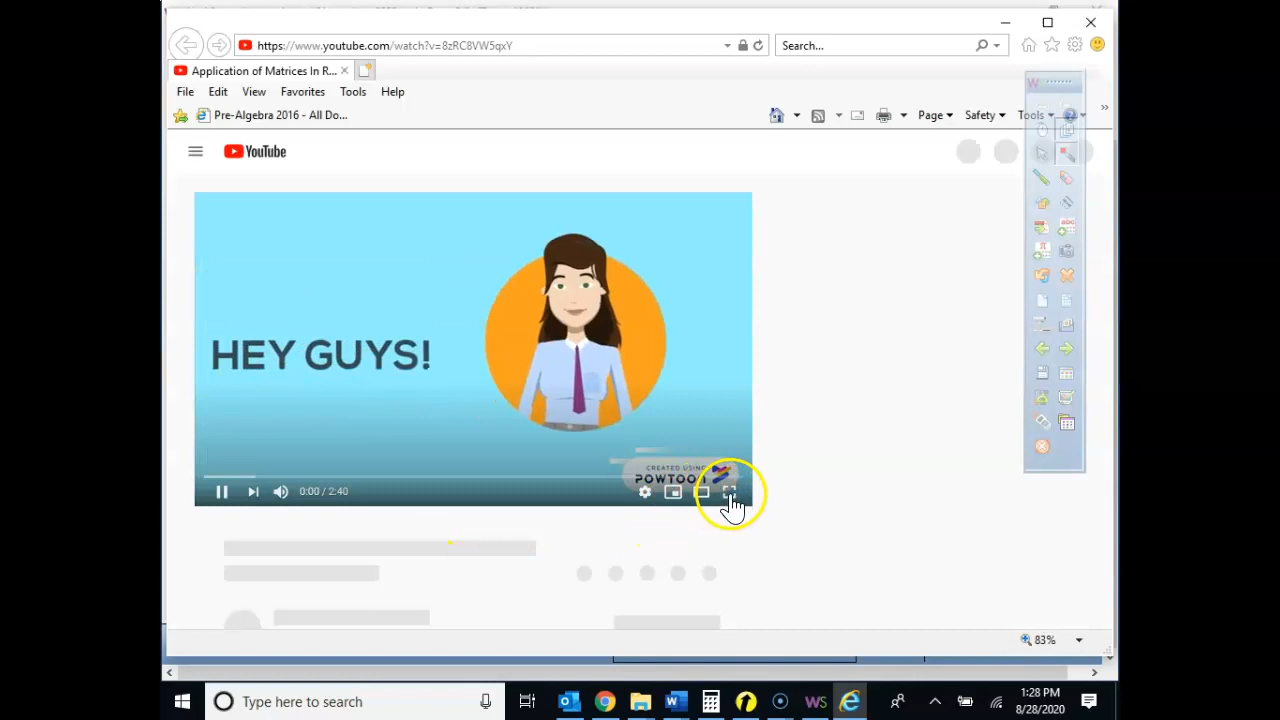 https://www.youtube.com/watch?v=8zRC8VW5qxY
Search...
Application of Matrices In R...
File Edit View Favorites Tools Help
Pre-Algebra 2016 - All Do...
Page Safety Tools
YouTube
HEY GUYS!
CREATED USING
POWTOON
0:00 / 2:40
83%
Type here to search
1:28 PM
8/28/2020